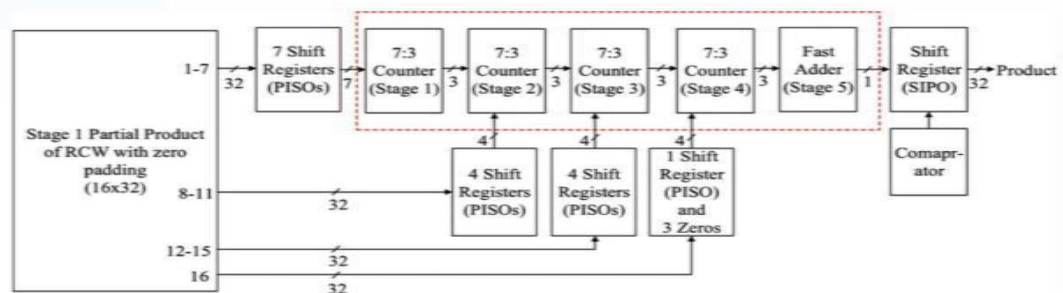 Stage 1 Partial Product
of RCW with zero
padding
(16x32)
1-7
8-11
12-15
16
32
7 Shift
Registers
(PISOs)
7
7:3
Counter
(Stage 1)
3
7:3
Counter
(Stage 2)
3
7:3
Counter
(Stage 3)
3
7:3
Counter
(Stage 4)
3
Fast
Adder
(Stage 5)
1
Shift
Register
(SIPO)
32
Product
4
4
4
4 Shift
Registers
(PISOs)
4 Shift
Registers
(PISOs)
1 Shift
Register
(PISO)
and
3 Zeros
Comaprator
32
32
32